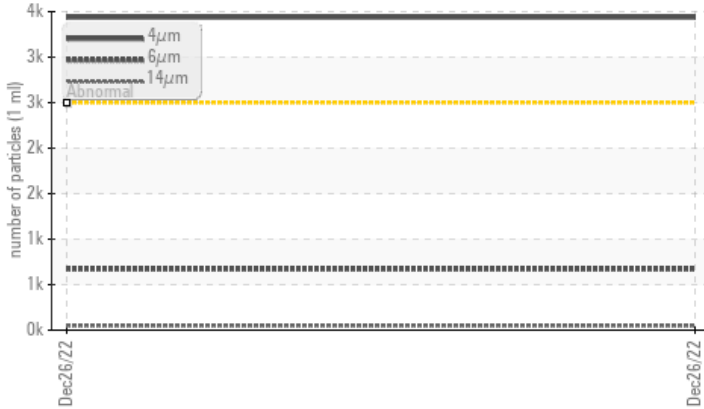 4k
3k
3k
2k
2k
1k
1k
0k
number of particles (1 ml)
4µm
6µm
14µm
Abnormal
Dec26/22
Dec26/22